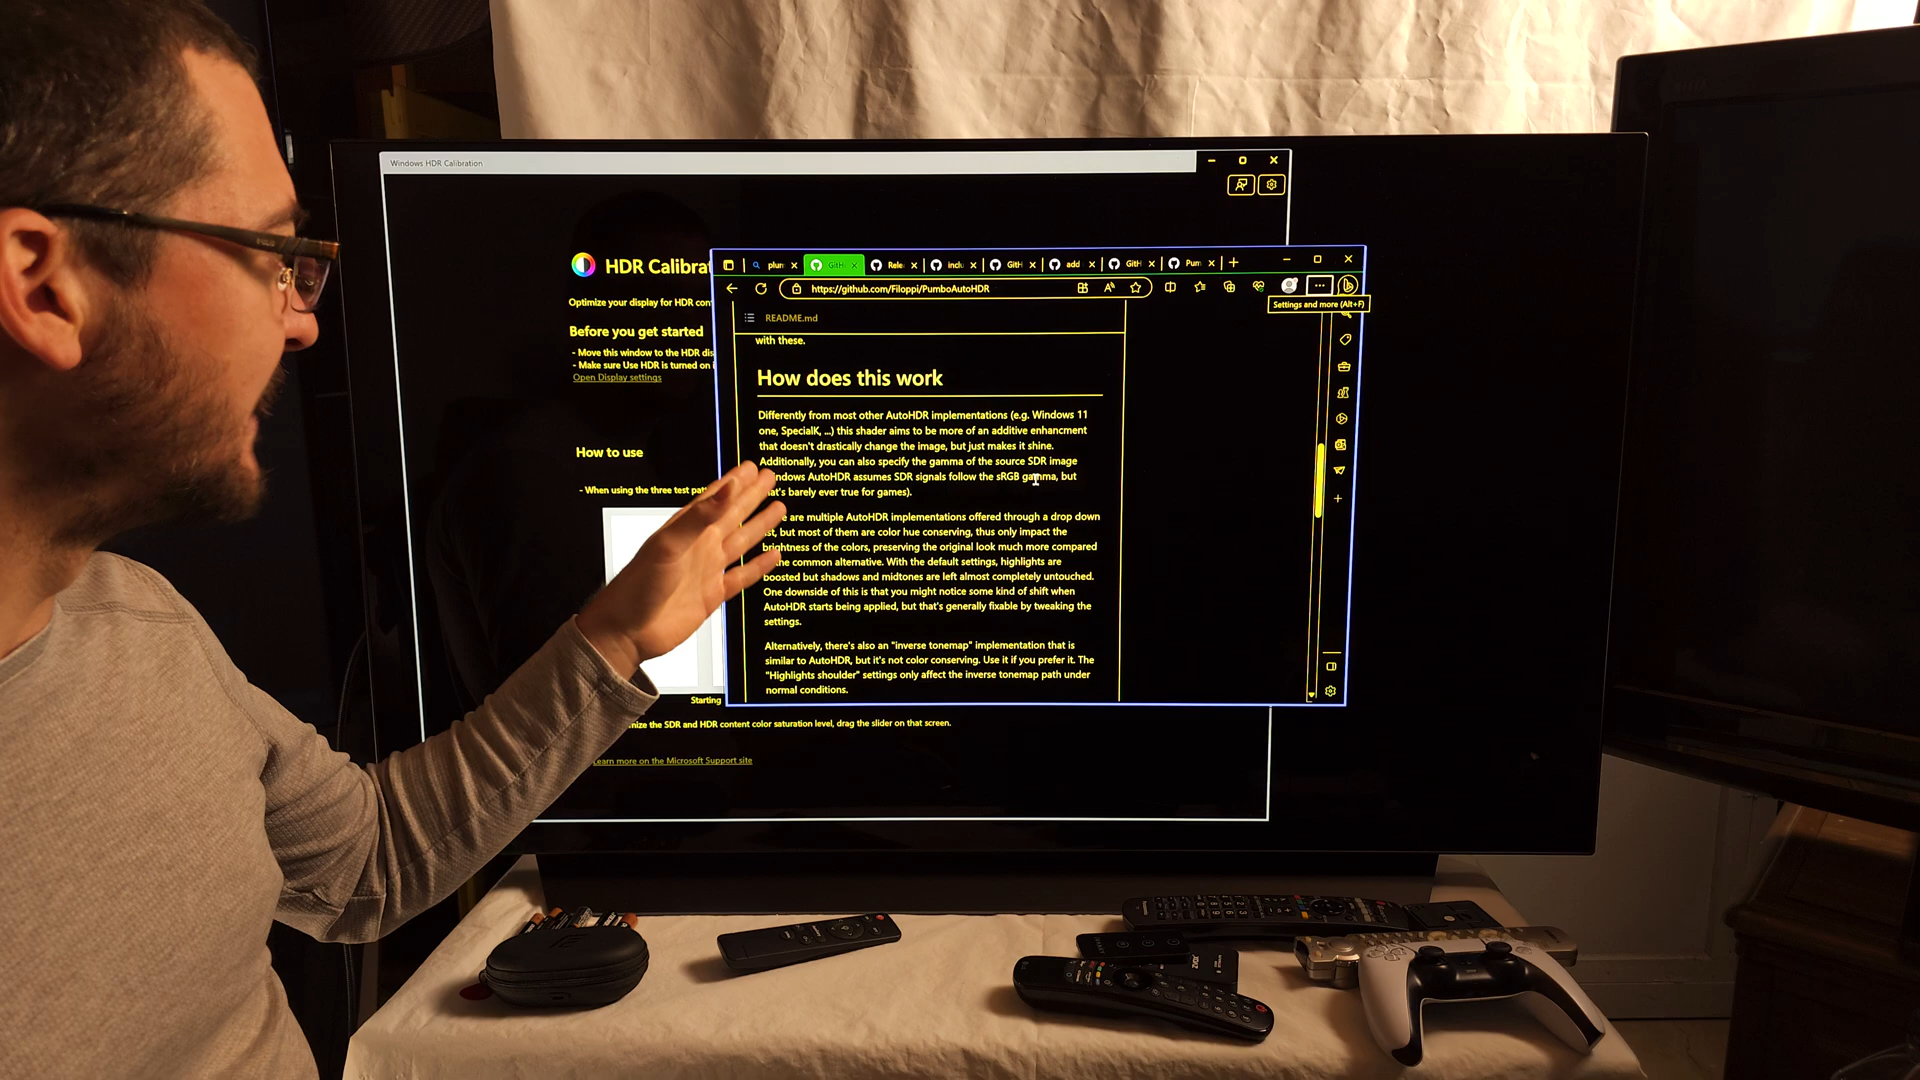 Windows HDR Calibration
HDR Calibra
Optimize your display for HDR con
Before you get started
- Move this window to the HDR dis
- Make sure Use HDR is turned on i
Open Display settings
How to use
- When using the three test pat
Starting
nize the SDR and HDR content color saturation level, drag the slider on that screen.
earn more on the Microsoft Support site
plun
GitH
Rele
inclu
GitH
add
GitH
Pum
https://github.com/Filoppi/PumboAutoHDR
Settings and more (Alt+F)
README.md
with these.
How does this work
Differently from most other AutoHDR implementations (e.g. Windows 11
one, SpecialK, ...) this shader aims to be more of an additive enhancment
that doesn't drastically change the image, but just makes it shine.
Additionally, you can also specify the gamma of the source SDR image
indows AutoHDR assumes SDR signals follow the sRGB gamma, but
at's barely ever true for games).
e are multiple AutoHDR implementations offered through a drop down
st, but most of them are color hue conserving, thus only impact the
brightness of the colors, preserving the original look much more compared
the common alternative. With the default settings, highlights are
boosted but shadows and midtones are left almost completely untouched.
One downside of this is that you might notice some kind of shift when
AutoHDR starts being applied, but that's generally fixable by tweaking the
settings.
Alternatively, there's also an "inverse tonemap" implementation that is
similar to AutoHDR, but it's not color conserving. Use it if you prefer it. The
"Highlights shoulder" settings only affect the inverse tonemap path under
normal conditions.
ZVOX